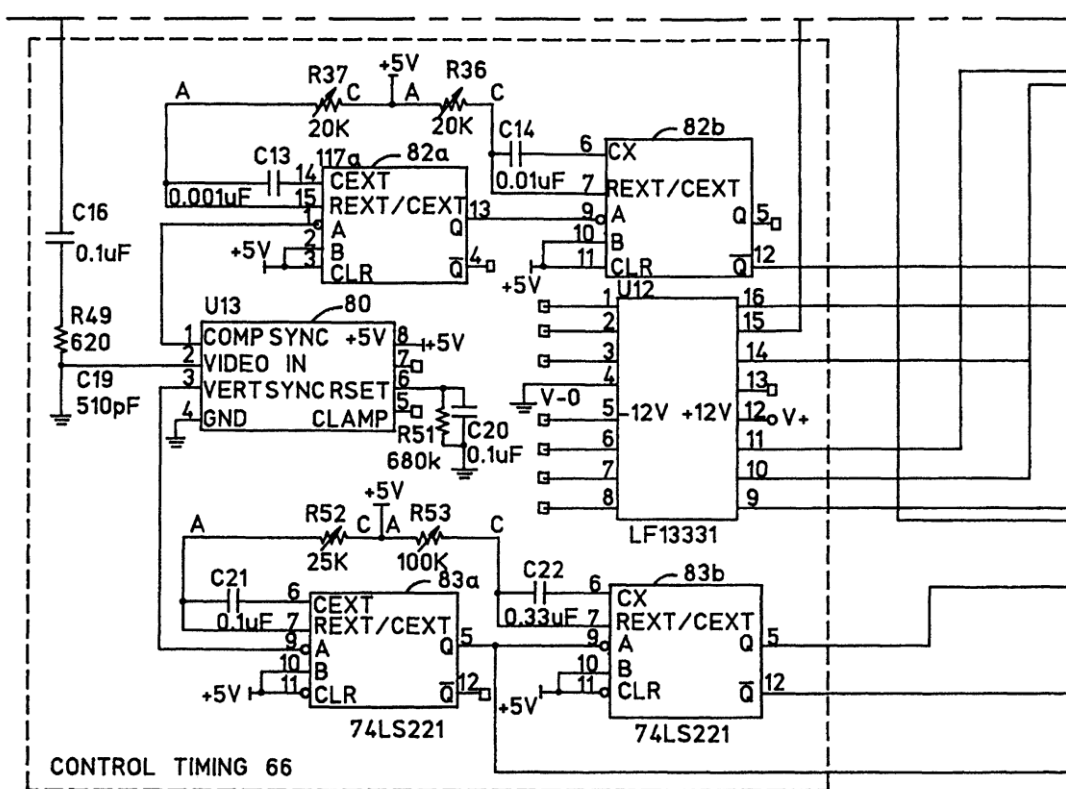 R37
+5V
R36
A
C
A
C
20K
20K
C14
6
82b
CX
C13
117a
82a
14
CEXT
0.01uF
7
REXT/CEXT
0.001uF
15
REXT/CEXT
13
9
A
Q
5
C16
1
A
Q
10
B
0.1uF
+5V
2
B
4
11
CLR
Q
12
3
CLR
Q
+5V
U12
U13
80
1
16
R49
1
COMP SYNC
+5V
8
+5V
2
15
620
2
VIDEO IN
7
3
14
C19
3
VERT SYNC
RSET
6
4
13
510pF
V-0
4
GND
CLAMP
5
5
-12V
+12V
12
V+
R51
C20
6
11
680k
0.1uF
7
10
+5V
8
9
A
R52
C
A
R53
C
LF13331
25K
100K
83a
83b
C21
6
CEXT
C22
6
CX
0.1uF
7
REXT/CEXT
0.33uF
7
REXT/CEXT
9
A
Q
5
9
A
Q
5
10
B
10
B
+5V
11
CLR
Q
12
+5V
11
CLR
Q
12
74LS221
74LS221
CONTROL TIMING 66